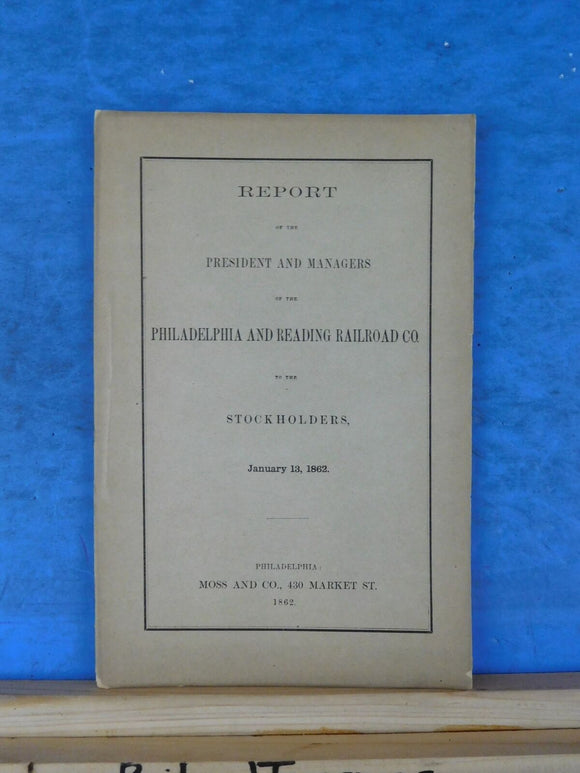 REPORT
OF THE
PRESIDENT AND MANAGERS
OF THE
PHILADELPHIA AND READING RAILROAD CO.
TO THE
STOCKHOLDERS,
January 13, 1862.
PHILADELPHIA:
MOSS AND CO., 430 MARKET ST.
1862.